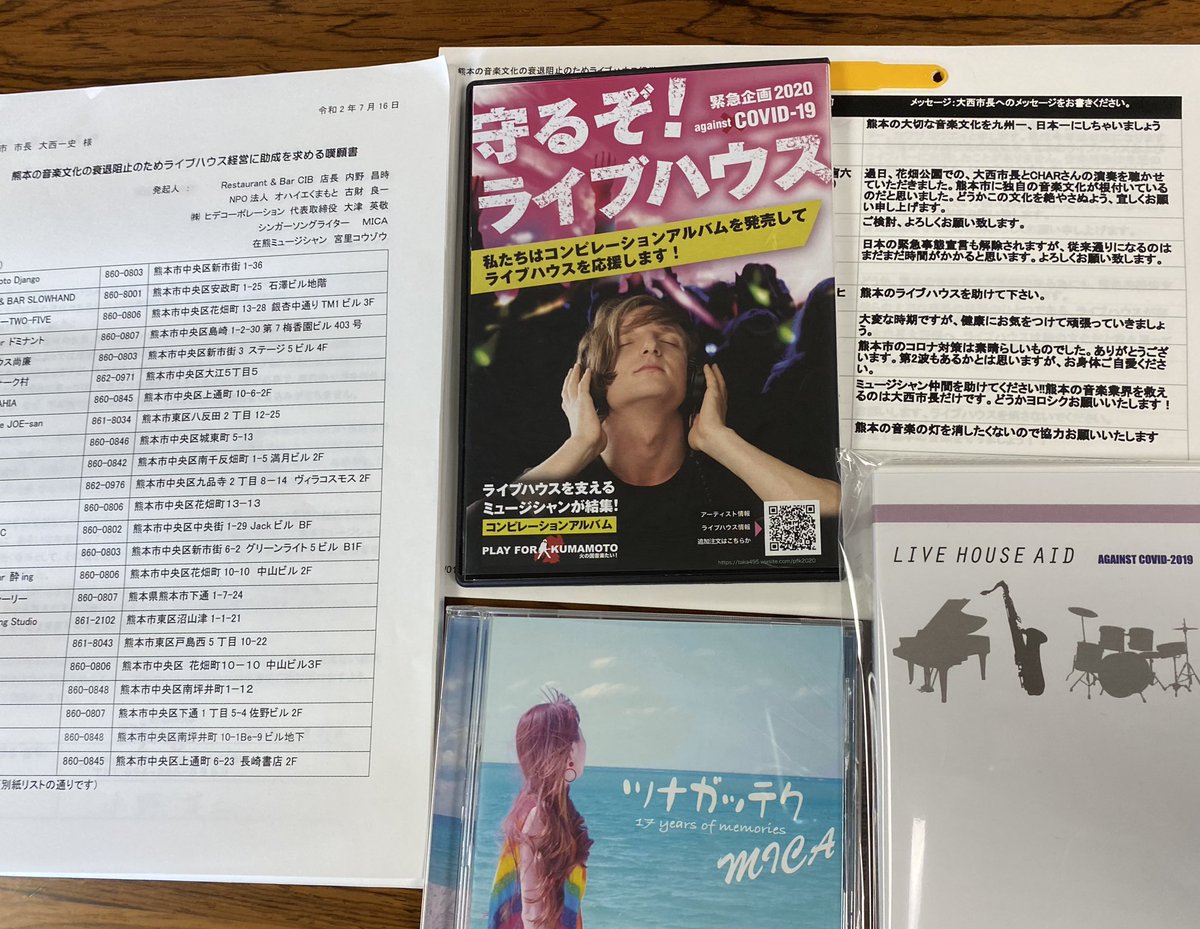 令和2年7月16日
市 市長 大西一史 様
熊本の音楽文化の衰退阻止のためライブハウス経営に助成を求める嘆願書
発起人：
Restaurant & Bar CIB 店長 内野 昌時
NPO 法人 オハイエくまもと 古財 良一
㈱ ヒデコーポレーション 代表取締役 大津 英敬
シンガーソングライター MICA
在熊ミュージシャン 宮里コウゾウ
oto Django 860-0803 熊本市中央区新市街 1-36
& BAR SLOWHAND 860-8001 熊本市中央区安政町 1-25 石澤ビル地階
ーTWO-FIVE 860-0806 熊本市中央区花畑町 13-28 銀杏中通りTM1ビル 3F
r ドミナント 860-0807 熊本市中央区島崎 1-2-30 第7梅香園ビル 403号
ウス尚廉 860-0803 熊本市中央区新市街 3 ステージ5ビル 4F
ーク村 862-0971 熊本市中央区大江5丁目5
AHIA 860-0845 熊本市中央区上通町 10-6-2F
e JOE-san 861-8034 熊本市東区八反田 2丁目 12-25
860-0846 熊本市中央区城東町 5-13
860-0842 熊本市中央区南千反畑町 1-5 満月ビル 2F
862-0976 熊本市中央区九品寺2丁目8－14 ヴィラコスモス 2F
860-0806 熊本市中央区花畑町13－13
C 860-0802 熊本市中央区中央街 1-29 Jackビル BF
860-0803 熊本市中央区新市街 6-2 グリーンライト5ビル B1F
ar 酔ing 860-0806 熊本市中央区花畑町 10-10 中山ビル 2F
ァーリー 860-0807 熊本県熊本市下通 1-7-24
ng Studio 861-2102 熊本市東区沼山津 1-1-21
861-8043 熊本市東区戸島西 5丁目 10-22
860-0806 熊本市中央区 花畑町10－10 中山ビル3F
860-0848 熊本市中央区南坪井町1－12
860-0807 熊本市中央区下通 1丁目 5-4 佐野ビル 2F
860-0848 熊本市中央区南坪井町 10-1Be-9ビル地下
860-0845 熊本市中央区上通町 6-23 長崎書店 2F
別紙リストの通りです)
熊本の音楽文化の衰退阻止のためライブ
守るぞ！
緊急企画2020
against COVID-19
ライブハウス
私たちはコンピレーションアルバムを発売して
ライブハウスを応援します！
ライブハウスを支える
ミュージシャンが結集！
コンピレーションアルバム
PLAY FOR KUMAMOTO
火の国音楽たい！
アーティスト情報
ライブハウス情報
追加注文はこちらから
メッセージ：大西市長へのメッセージをお書きください。
熊本の大切な音楽文化を九州一、日本一にしちゃいましょう
過日、花畑公園での、大西市長とCHARさんの演奏を聴かせ
ていただきました。熊本市に独自の音楽文化が根付いている
のだと思いました。どうかこの文化を絶やさぬよう、宜しくお願
い申し上げます。
ご検討、よろしくお願い致します。
日本の緊急事態宣言も解除されますが、従来通りになるのは
まだまだ時間がかかると思います。よろしくお願い致します。
熊本のライブハウスを助けて下さい。
大変な時期ですが、健康にお気をつけて頑張っていきましょ
う。
熊本市のコロナ対策は素晴らしいものでした。ありがとうござ
います。第2波もあるかとは思いますが、お身体ご自愛くださ
い。
ミュージシャン仲間を助けてください!!熊本の音楽業界を救え
るのは大西市長だけです。どうかヨロシクお願いいたします！
熊本の音楽の灯を消したくないので協力お願いいたします
LIVE HOUSE AID
AGAINST COVID-2019
ツナガッテク
17 years of memories
MICA